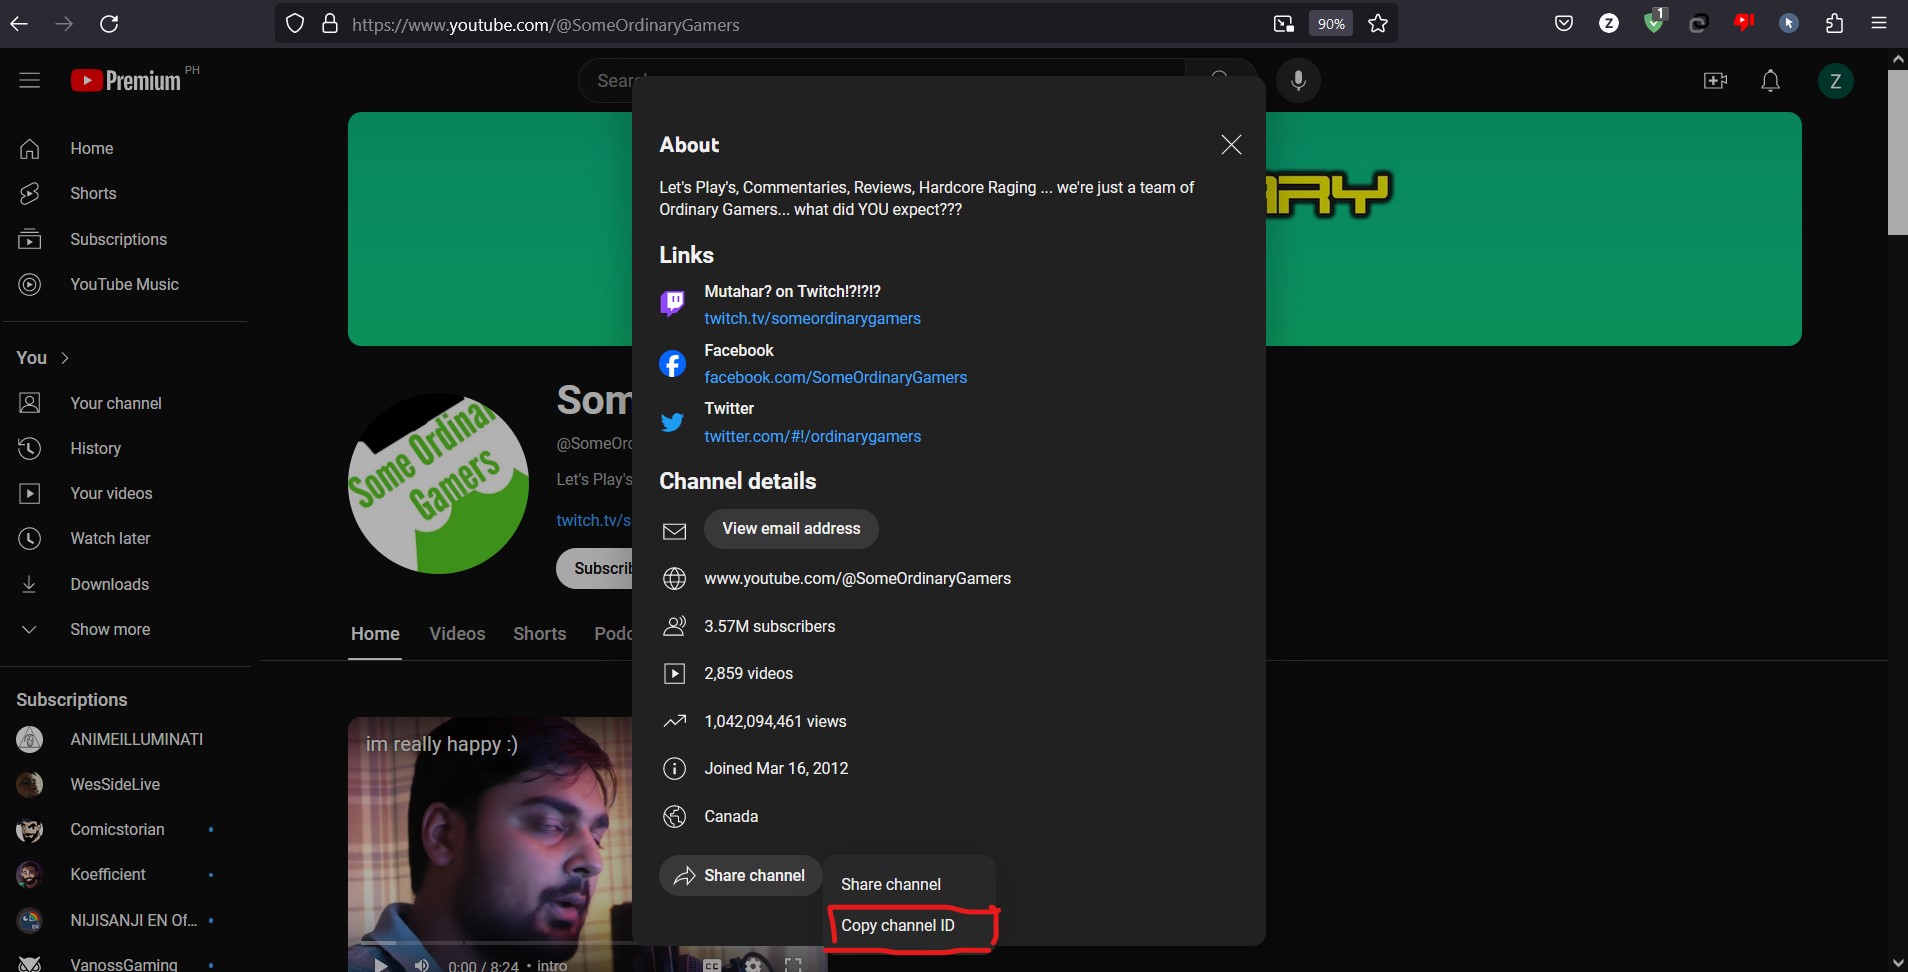 https://www.youtube.com/@SomeOrdinaryGamers
90%
Z
1
Premium
PH
Sear
Z
Home
Shorts
Subscriptions
YouTube Music
You
Your channel
History
Your videos
Watch later
Downloads
Show more
Subscriptions
ANIMEILLUMINATI
WesSideLive
Comicstorian
Koefficient
NIJISANJI EN Of...
VanossGaming
ARY
Some Ordinar
Gamers
Som
@SomeOrd
Let's Play's
twitch.tv/s
Subscrib
Home
Videos
Shorts
Podc
im really happy :)
0:00 / 8:24 • intro
CC
About
Let's Play's, Commentaries, Reviews, Hardcore Raging ... we're just a team of
Ordinary Gamers... what did YOU expect???
Links
Mutahar? on Twitch!?!?!?
twitch.tv/someordinarygamers
Facebook
facebook.com/SomeOrdinaryGamers
Twitter
twitter.com/#!/ordinarygamers
Channel details
View email address
www.youtube.com/@SomeOrdinaryGamers
3.57M subscribers
2,859 videos
1,042,094,461 views
Joined Mar 16, 2012
Canada
Share channel
Share channel
Copy channel ID